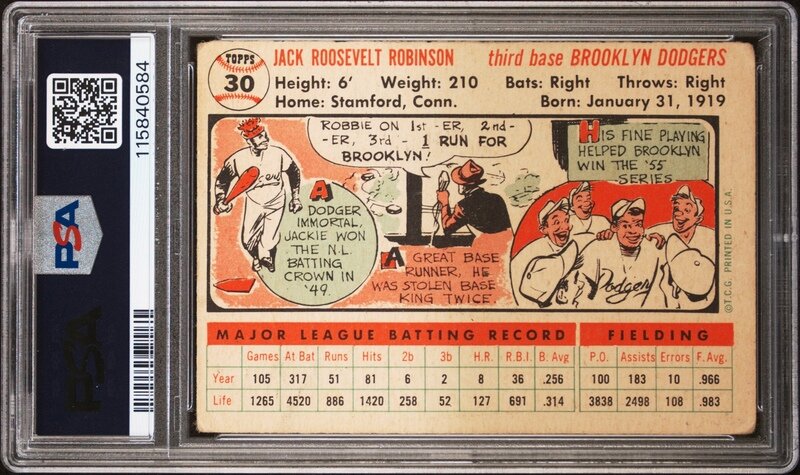 115840584
PSA
PSA
TOPPS
30
JACK ROOSEVELT ROBINSON third base BROOKLYN DODGERS
Height: 6' Weight: 210 Bats: Right Throws: Right
Home: Stamford, Conn. Born: January 31, 1919
ROBBIE ON 1st -ER, 2nd-
-ER, 3rd - 1 RUN FOR
BROOKLYN!
A
DODGER
IMMORTAL,
JACKIE WON
THE N.L.
BATTING
CROWN IN
'49.
A GREAT BASE
RUNNER, HE
WAS STOLEN BASE
KING TWICE.
HIS FINE PLAYING
HELPED BROOKLYN
WIN THE '55
SERIES
Dodgers
©T.C.G. PRINTED IN U.S.A.
MAJOR LEAGUE BATTING RECORD FIELDING
Games At Bat Runs Hits 2b 3b H.R. R.B.I. B. Avg P.O. Assists Errors F. Avg.
Year 105 317 51 81 6 2 8 36 .256 100 183 10 .966
Life 1265 4520 886 1420 258 52 127 691 .314 3838 2498 108 .983